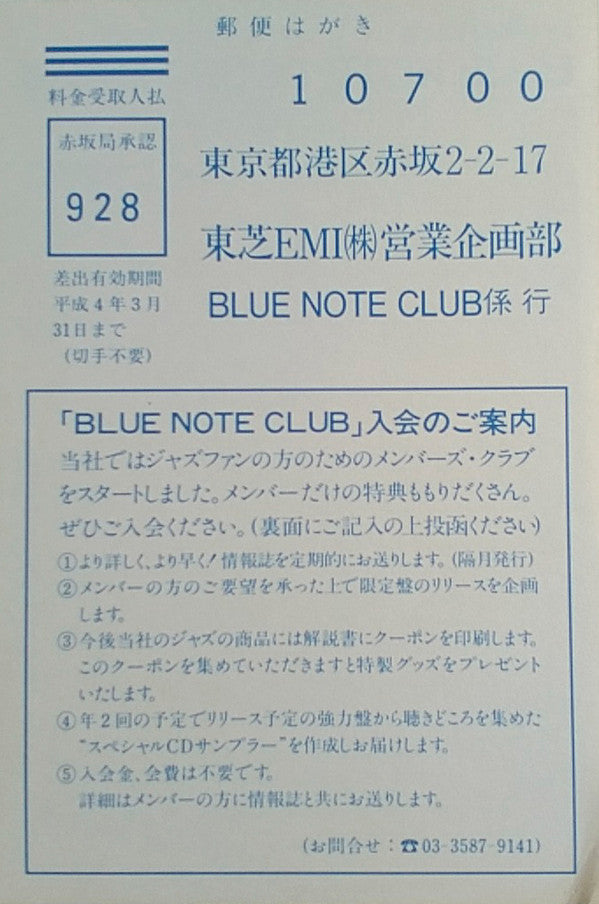 郵便はがき
料金受取人払
10700
赤坂局承認
928
東京都港区赤坂2-2-17
東芝EMI㈱営業企画部
BLUE NOTE CLUB係 行
差出有効期間
平成4年3月
31日まで
(切手不要)
「BLUE NOTE CLUB」入会のご案内
当社ではジャズファンの方のためのメンバーズ・クラブ
をスタートしました。メンバーだけの特典ももりだくさん。
ぜひご入会ください。(裏面にご記入の上投函ください)
①より詳しく、より早く!情報誌を定期的にお送りします。(隔月発行)
②メンバーの方のご要望を承った上で限定盤のリリースを企画
します。
③今後当社のジャズの商品には解説書にクーポンを印刷します。
このクーポンを集めていただきますと特製グッズをプレゼント
いたします。
④年2回の予定でリリース予定の強力盤から聴きどころを集めた
“スペシャルCDサンプラー”を作成しお届けします。
⑤入会金、会費は不要です。
詳細はメンバーの方に情報誌と共にお送りします。
(お問合せ:☎03-3587-9141)